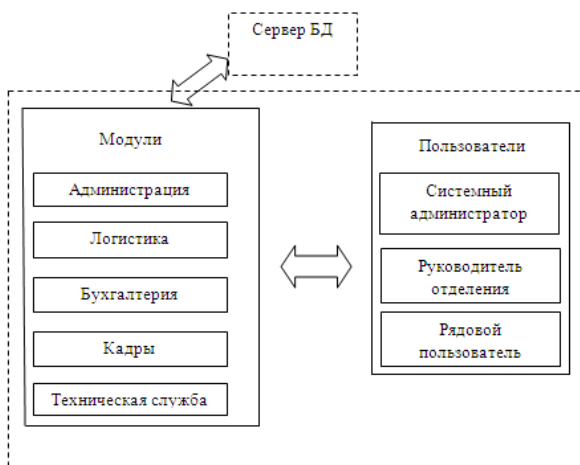 Сервер БД
Модули
Администрация
Логистика
Бухгалтерия
Кадры
Техническая служба
Пользователи
Системный
администратор
Руководитель
отделения
Рядовой
пользователь